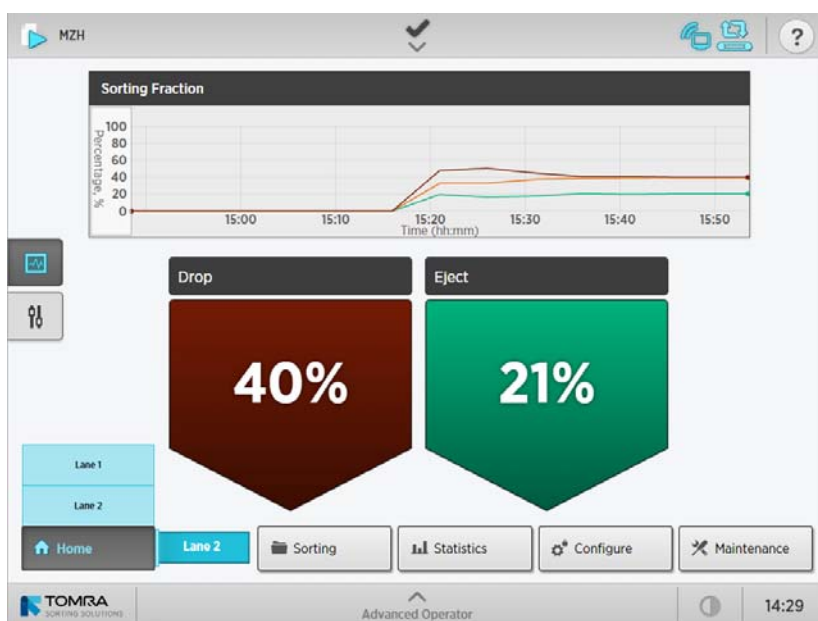 MZH
?
Sorting Fraction
Percentage, %
100
80
60
40
20
0
15:00 15:10 15:20 15:30 15:40 15:50
Time (hh:mm)
Drop Eject
40% 21%
Lane 1
Lane 2
Home Lane 2 Sorting Statistics Configure Maintenance
TOMRA
SORTING SOLUTIONS
Advanced Operator
14:29